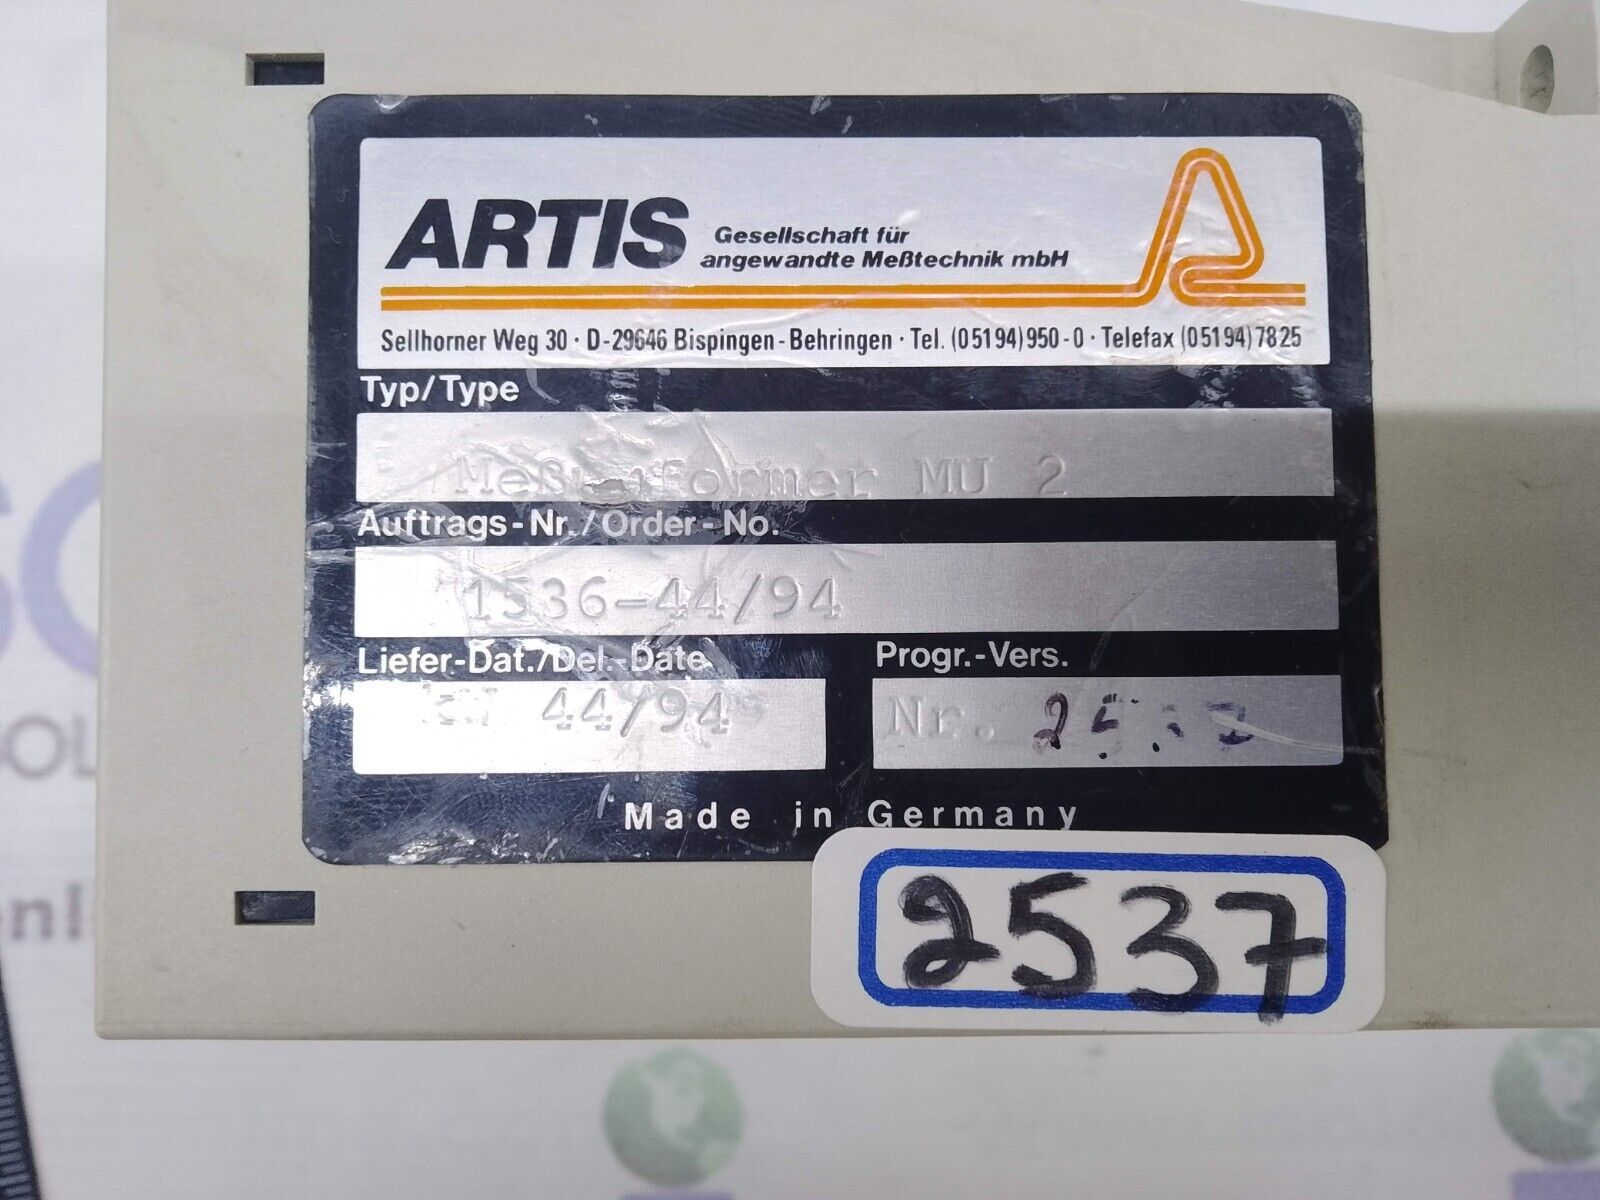 ARTIS
Gesellschaft für
angewandte Meßtechnik mbH
Sellhorner Weg 30 · D-29646 Bispingen-Behringen · Tel. (05194)950-0 · Telefax (05194)7825
Typ/Type
Meßumformer MU 2
Auftrags-Nr./Order-No.
1536-44/94
Liefer-Dat./Del.-Date
44/94
Progr.-Vers.
Nr.
Made in Germany
2537